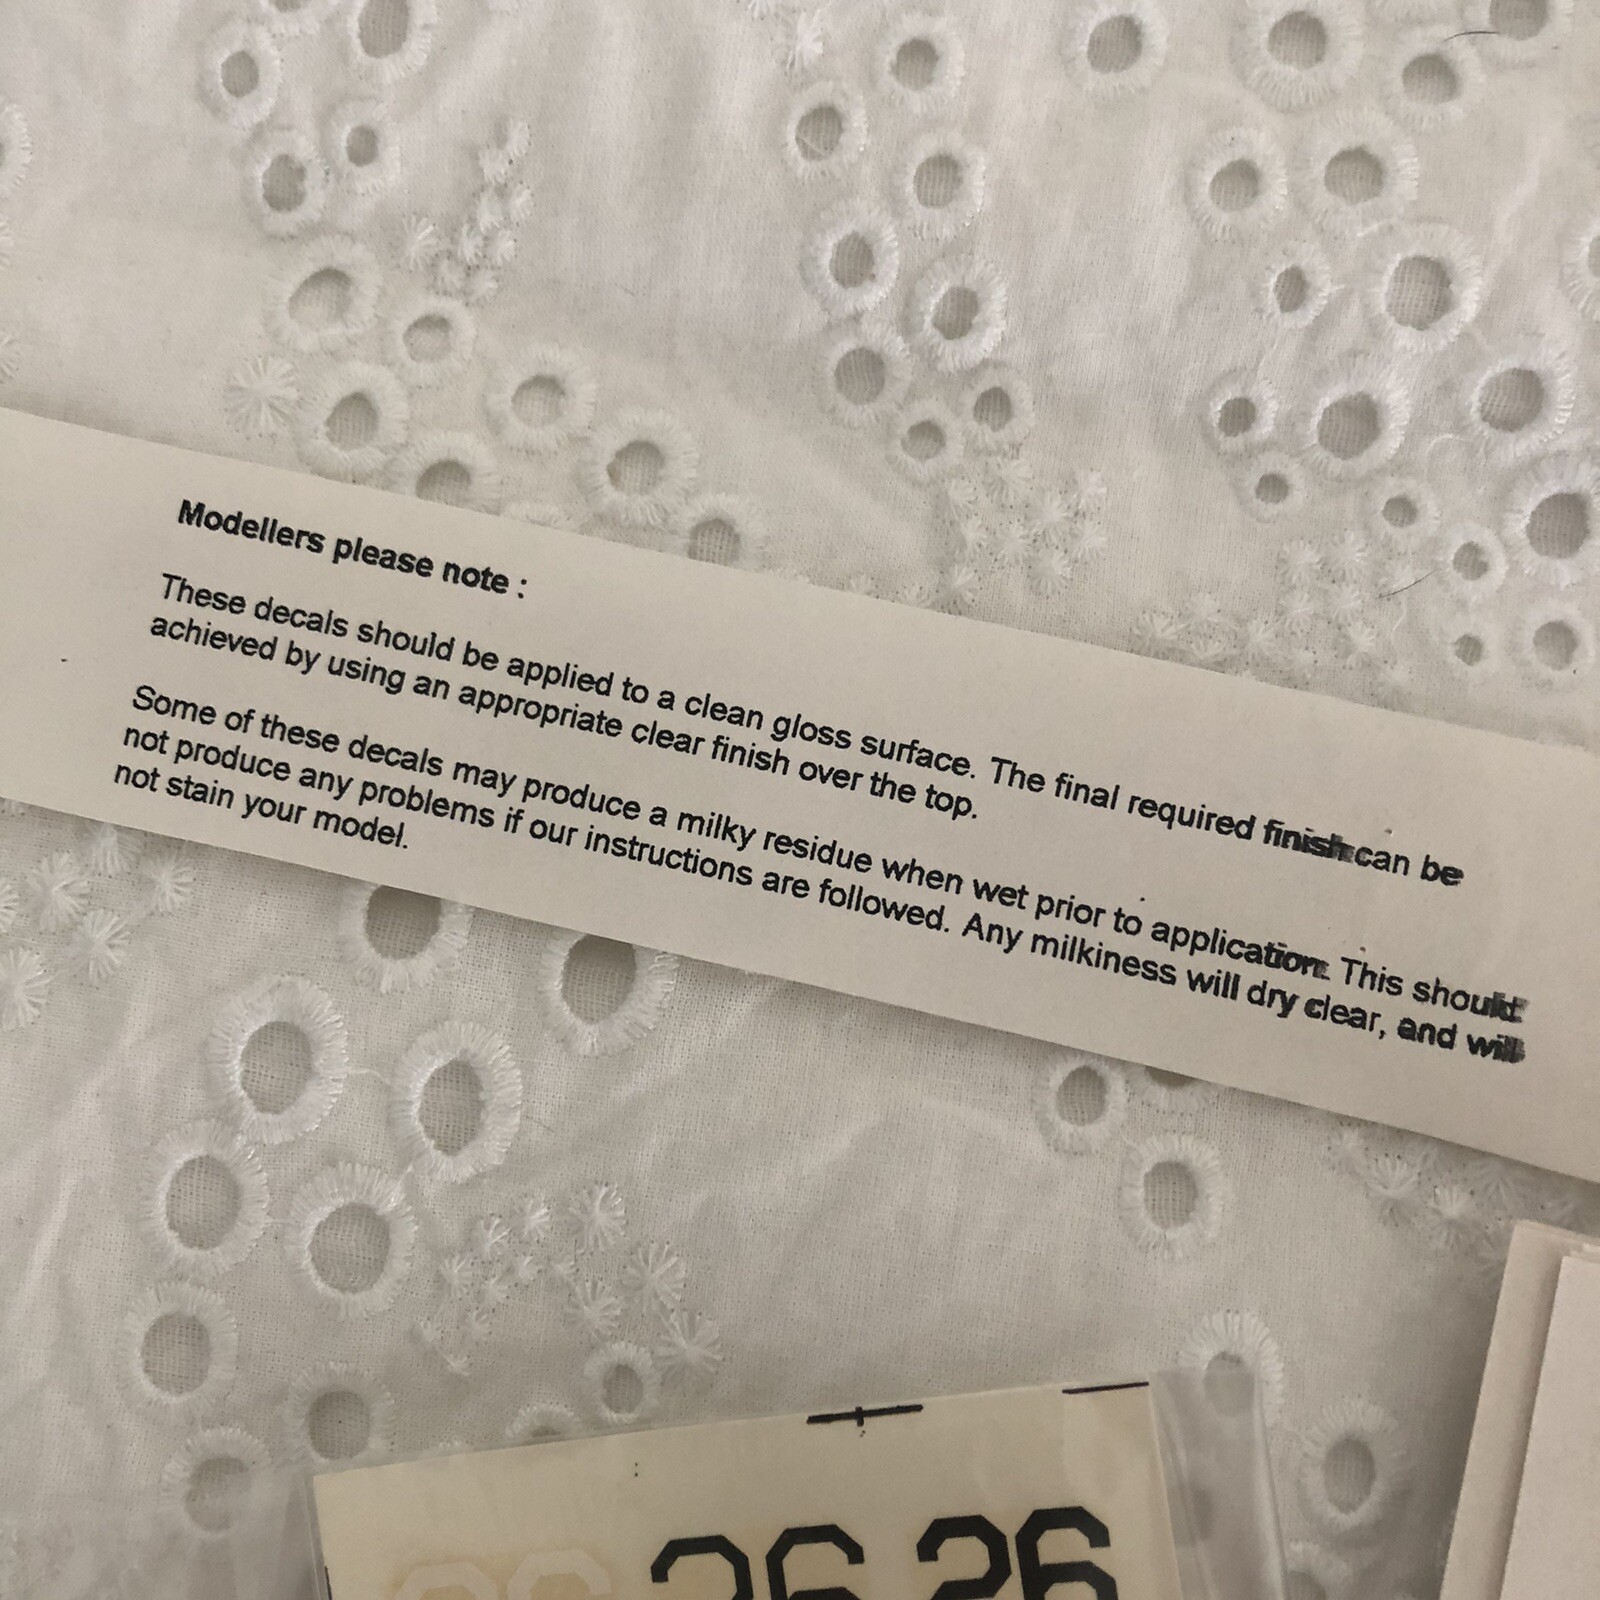 Modellers please note :
These decals should be applied to a clean gloss surface. The final required finish can be
achieved by using an appropriate clear finish over the top.
Some of these decals may produce a milky residue when wet prior to application. This should
not produce any problems if our instructions are followed. Any milkiness will dry clear, and will
not stain your model.
26 26 26